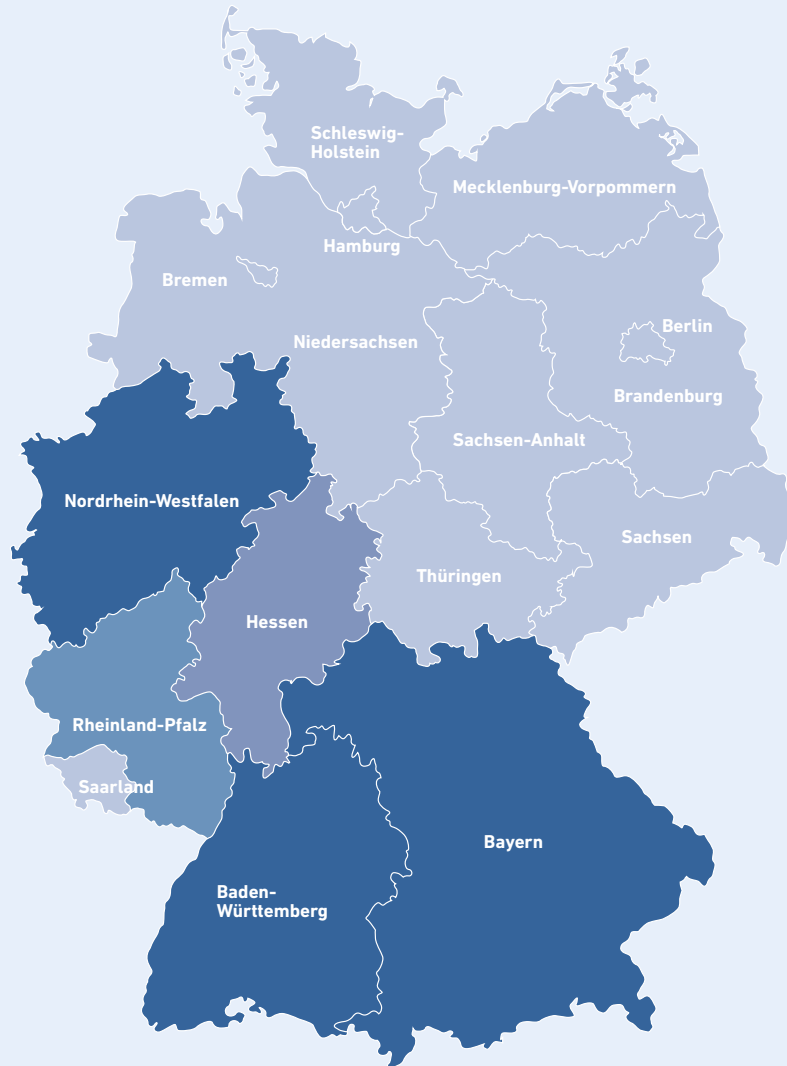 Schleswig-
Holstein
Mecklenburg-Vorpommern
Hamburg
Bremen
Berlin
Niedersachsen
Brandenburg
Sachsen-Anhalt
Nordrhein-Westfalen
Sachsen
Thüringen
Hessen
Rheinland-Pfalz
Saarland
Bayern
Baden-
Württemberg